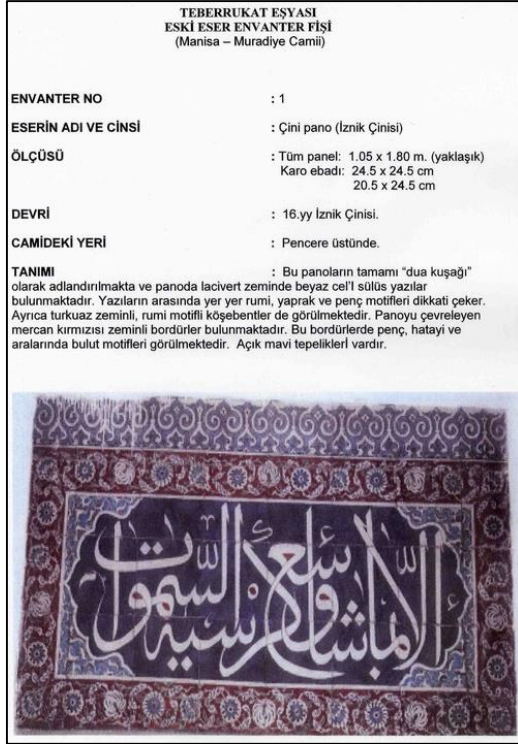 TEBERRUKAT EŞYASI
ESKİ ESER ENVANTER FİŞİ
(Manisa – Muradiye Camii)
ENVANTER NO : 1
ESERİN ADI VE CİNSİ : Çini pano (İznik Çinisi)
ÖLÇÜSÜ : Tüm panel: 1.05 x 1.80 m. (yaklaşık)
Karo ebadı: 24.5 x 24.5 cm
20.5 x 24.5 cm
DEVRİ : 16.yy İznik Çinisi.
CAMİDEKİ YERİ : Pencere üstünde.
TANIMI : Bu panoların tamamı “dua kuşağı”
olarak adlandırılmakta ve panoda lacivert zeminde beyaz cel’î sülüs yazılar
bulunmaktadır. Yazıların arasında yer yer rumi, yaprak ve penç motifleri dikkati çeker.
Ayrıca turkuaz zeminli, rumi motifli köşebentler de görülmektedir. Panoyu çevreleyen
mercan kırmızısı zeminli bordürler bulunmaktadır. Bu bordürlerde penç, hatayi ve
aralarında bulut motifleri görülmektedir. Açık mavi tepeliklerİ vardır.
الا بما شاء وسع كرسيه السموات